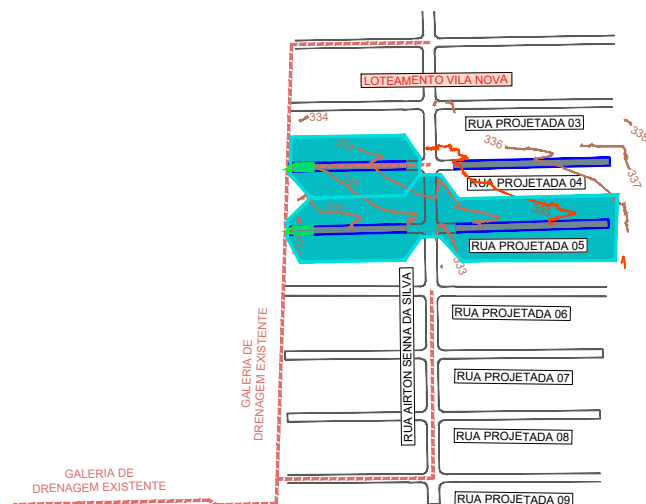 LOTEAMENTO VILA NOVA
334
RUA PROJETADA 03
338
336
334
337
RUA PROJETADA 04
335
RUA PROJETADA 05
333
RUA AIRTON SENNA DA SILVA
RUA PROJETADA 06
GALERIA DE
DRENAGEM EXISTENTE
RUA PROJETADA 07
RUA PROJETADA 08
GALERIA DE
DRENAGEM EXISTENTE
RUA PROJETADA 09